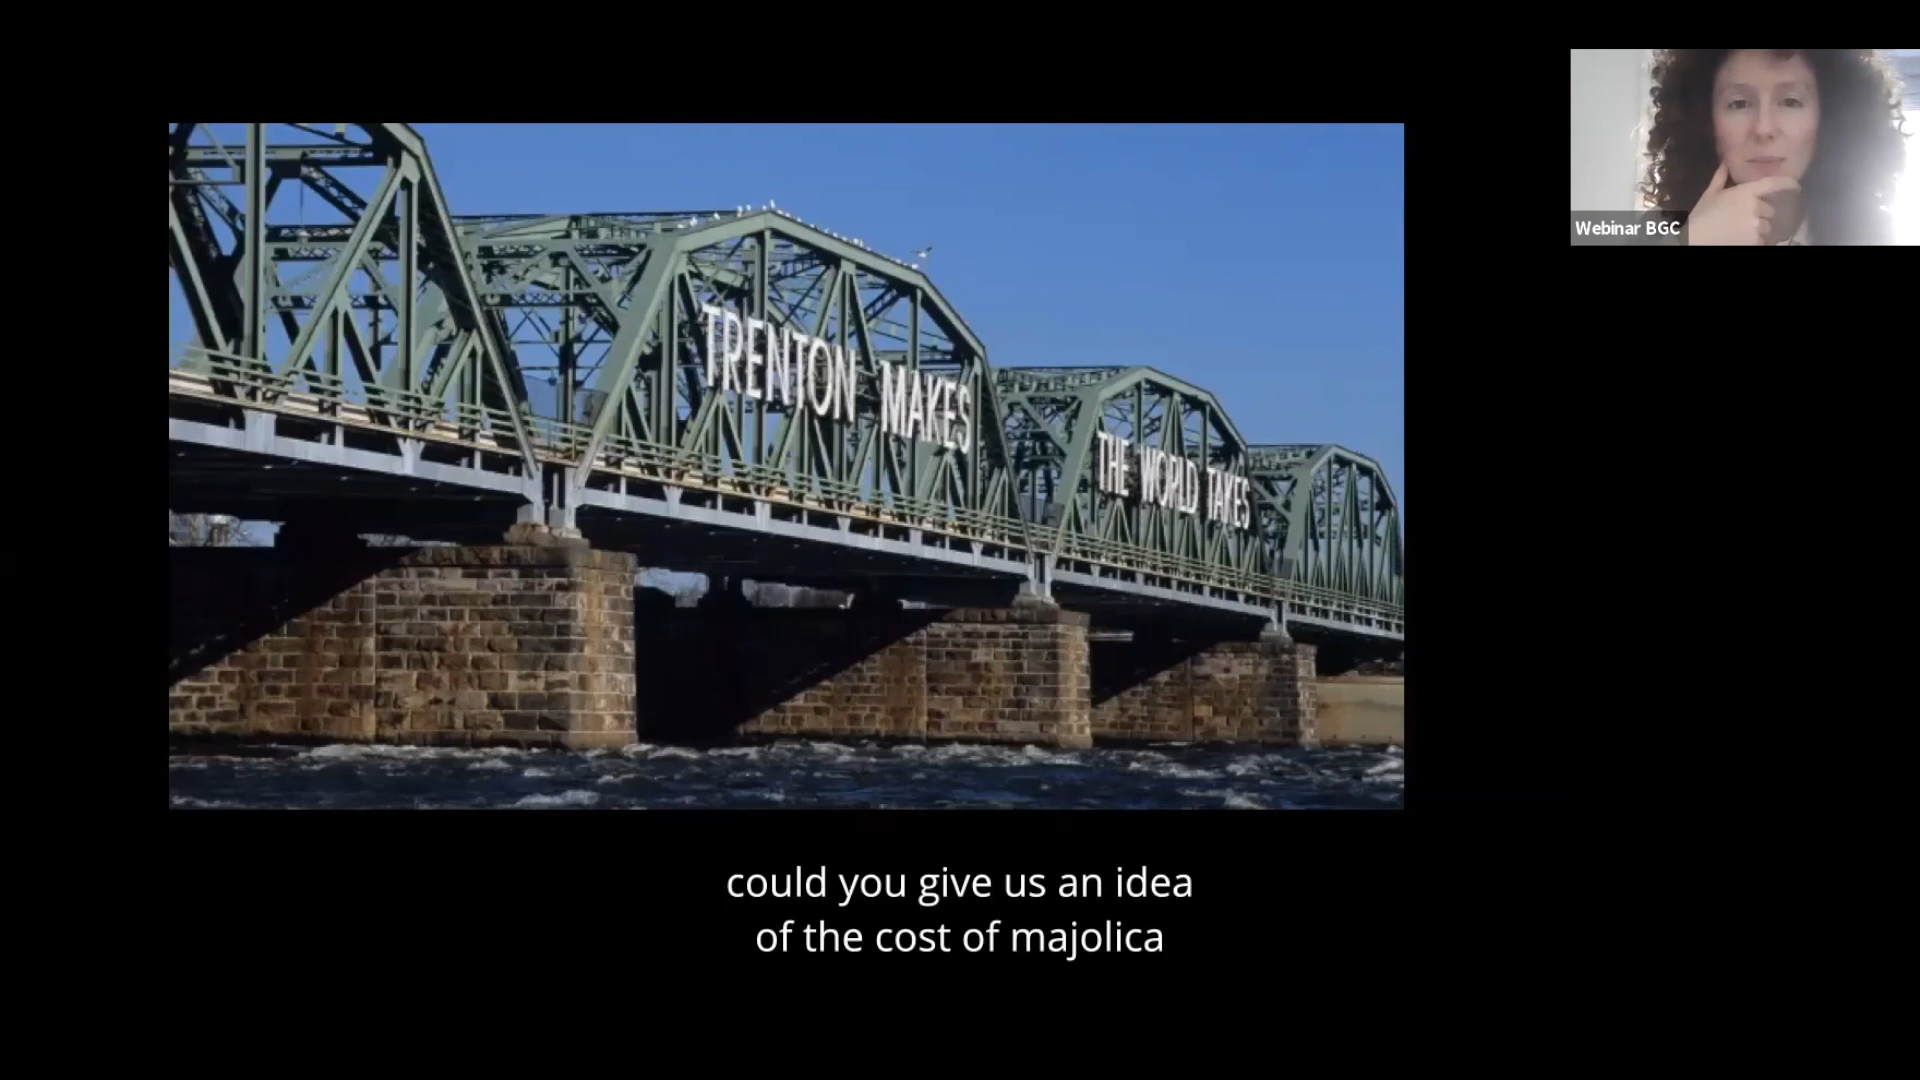 TRENTON MAKES
THE WORLD TAKES
Webinar BGC
could you give us an idea
of the cost of majolica